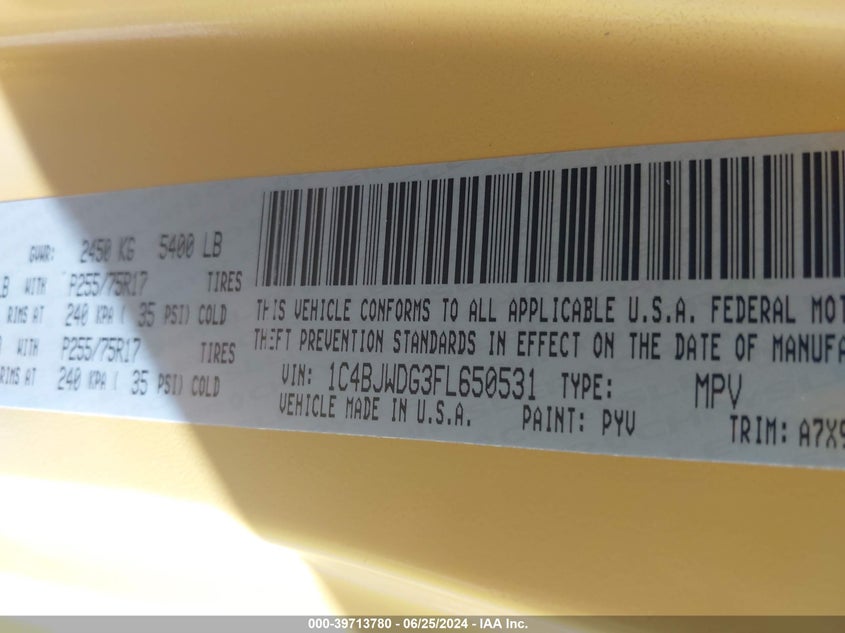 GVWR: 2450 KG 5400 LB
LB WITH P255/75R17 TIRES
RIMS AT 240 KPA ( 35 PSI) COLD
WITH P255/75R17 TIRES
RIMS AT 240 KPA ( 35 PSI) COLD
THIS VEHICLE CONFORMS TO ALL APPLICABLE U.S.A. FEDERAL MOT
THEFT PREVENTION STANDARDS IN EFFECT ON THE DATE OF MANUFA
VIN: 1C4BJWDG3FL650531 TYPE: MPV
VEHICLE MADE IN U.S.A. PAINT: PYV TRIM: A7X9
000-39713780 - 06/25/2024 - IAA Inc.